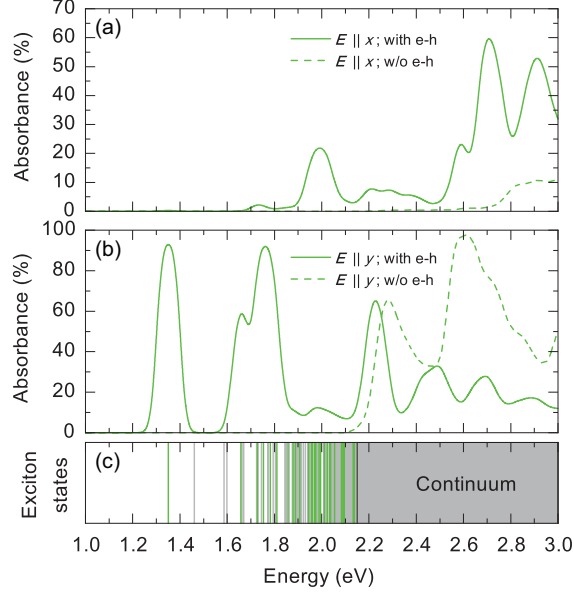 (a)
E || x; with e-h
E || x; w/o e-h
Absorbance (%)
70
60
50
40
30
20
10
0
(b)
E || y; with e-h
E || y; w/o e-h
Absorbance (%)
100
80
60
40
20
0
(c)
Exciton
states
Continuum
1.0 1.2 1.4 1.6 1.8 2.0 2.2 2.4 2.6 2.8 3.0
Energy (eV)